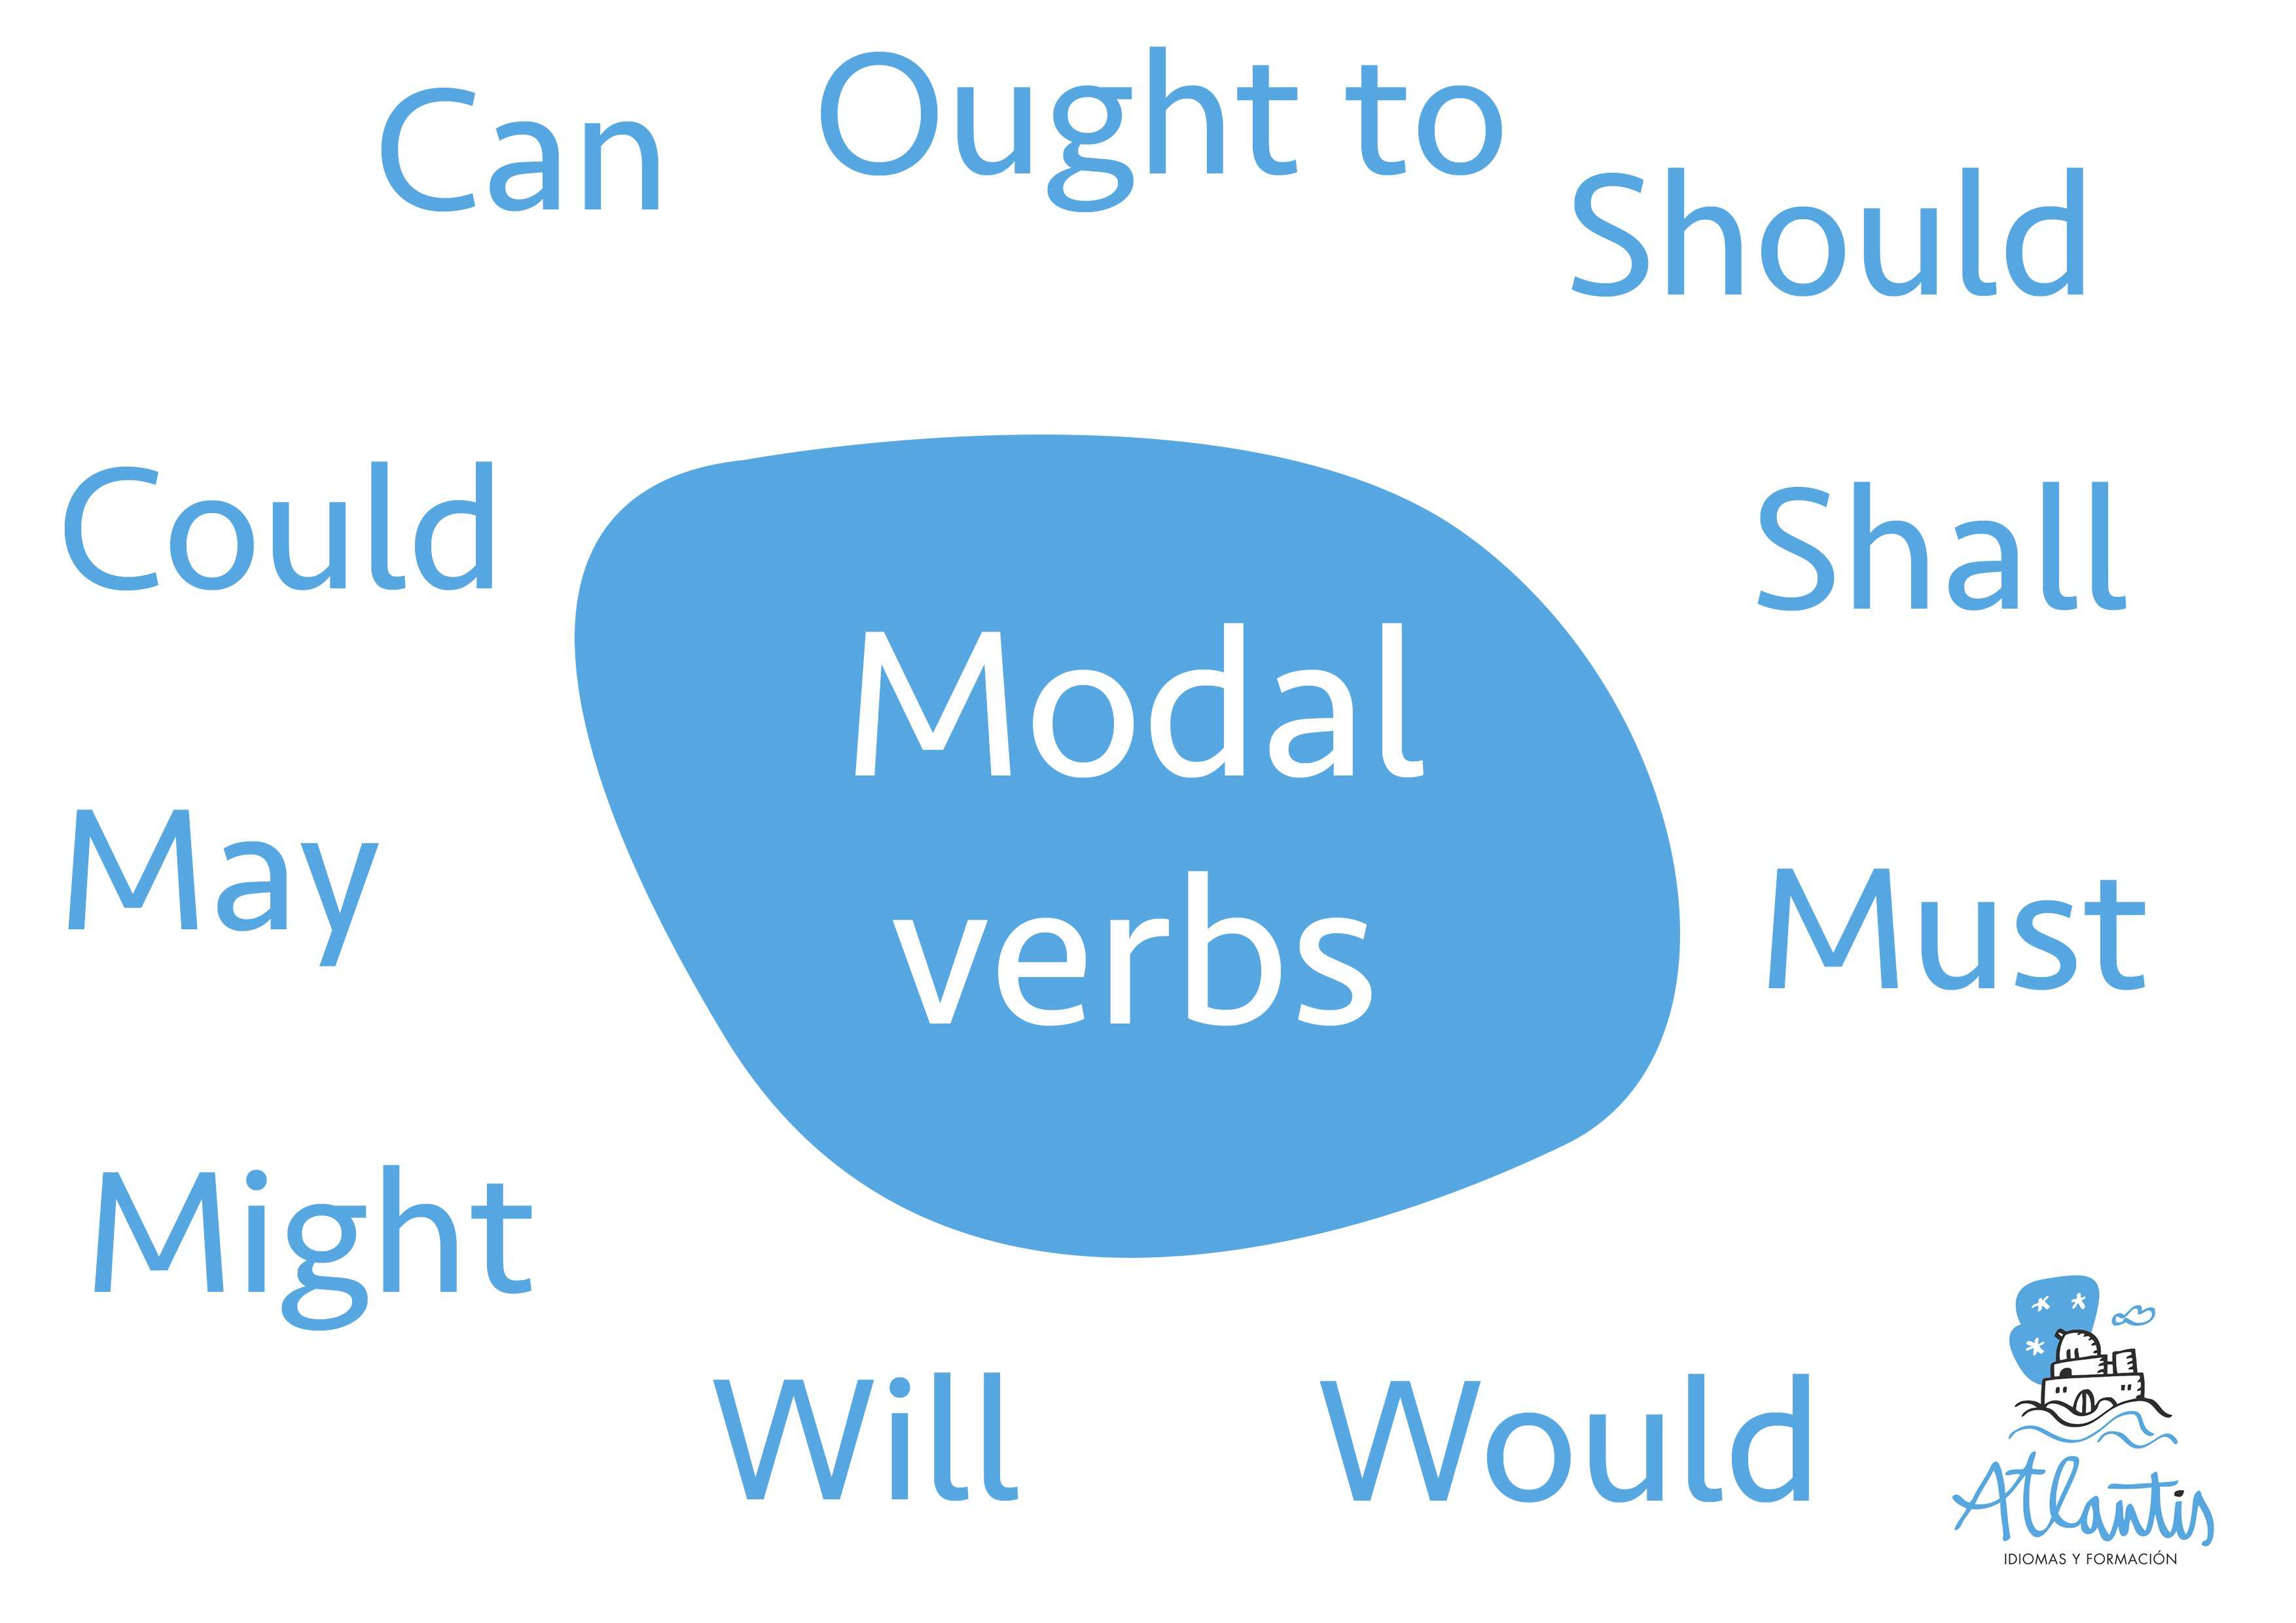 Can
Ought to
Should
Could
Shall
Modal
verbs
May
Must
Might
Will
Would
Atlantis
IDIOMAS Y FORMACIÓN